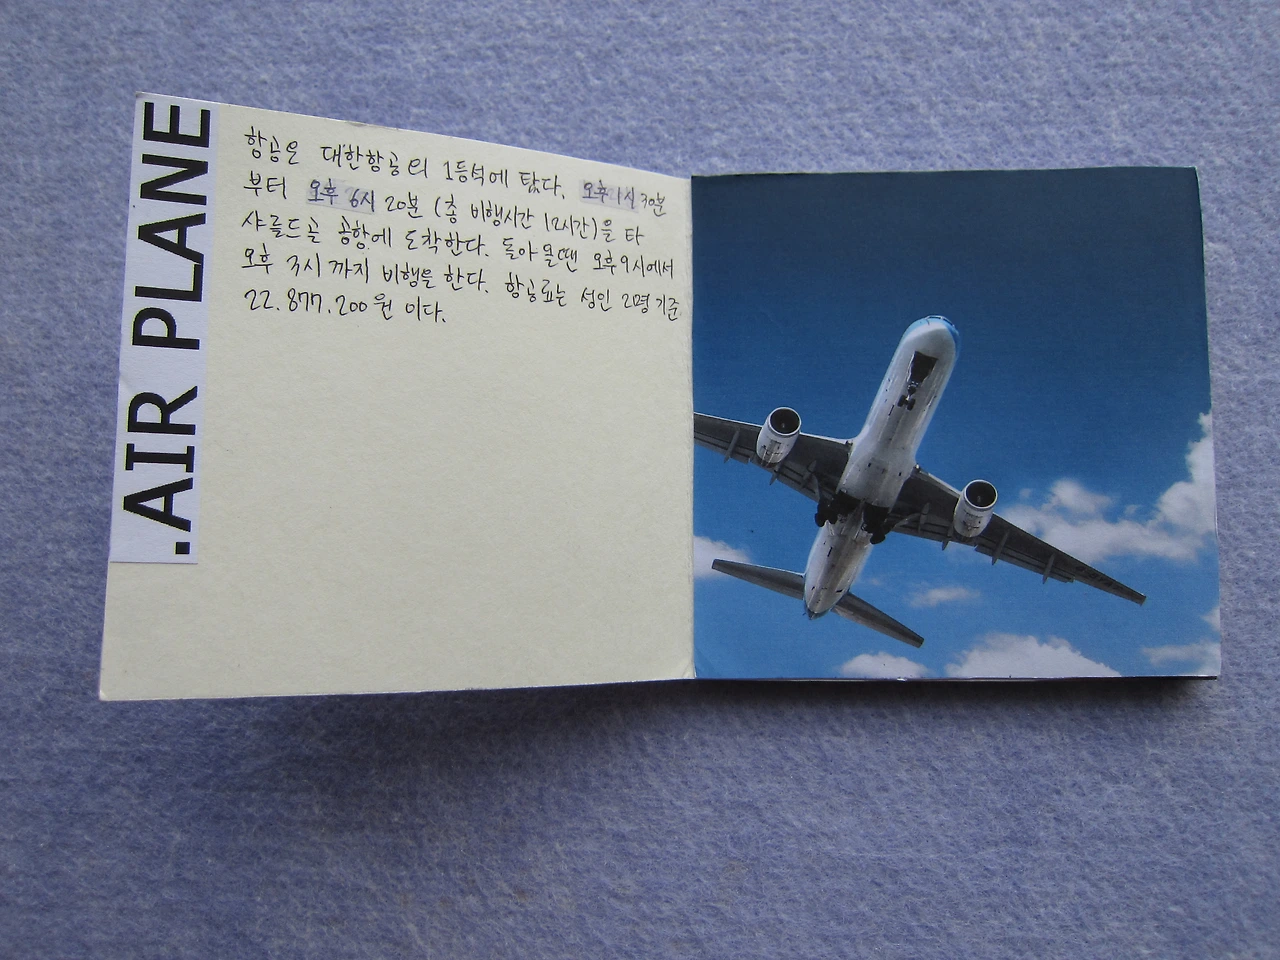 .AIR PLANE
항공은 대한항공의 1등석에 탔다. 오후 1시 30분
부터 오후 6시 20분 (총 비행시간 12시간)을 타
샤를드골 공항에 도착한다. 돌아올땐 오후 9시에서
오후 3시 까지 비행을 한다. 항공료는 성인 2명 기준
22.877.200원 이다.